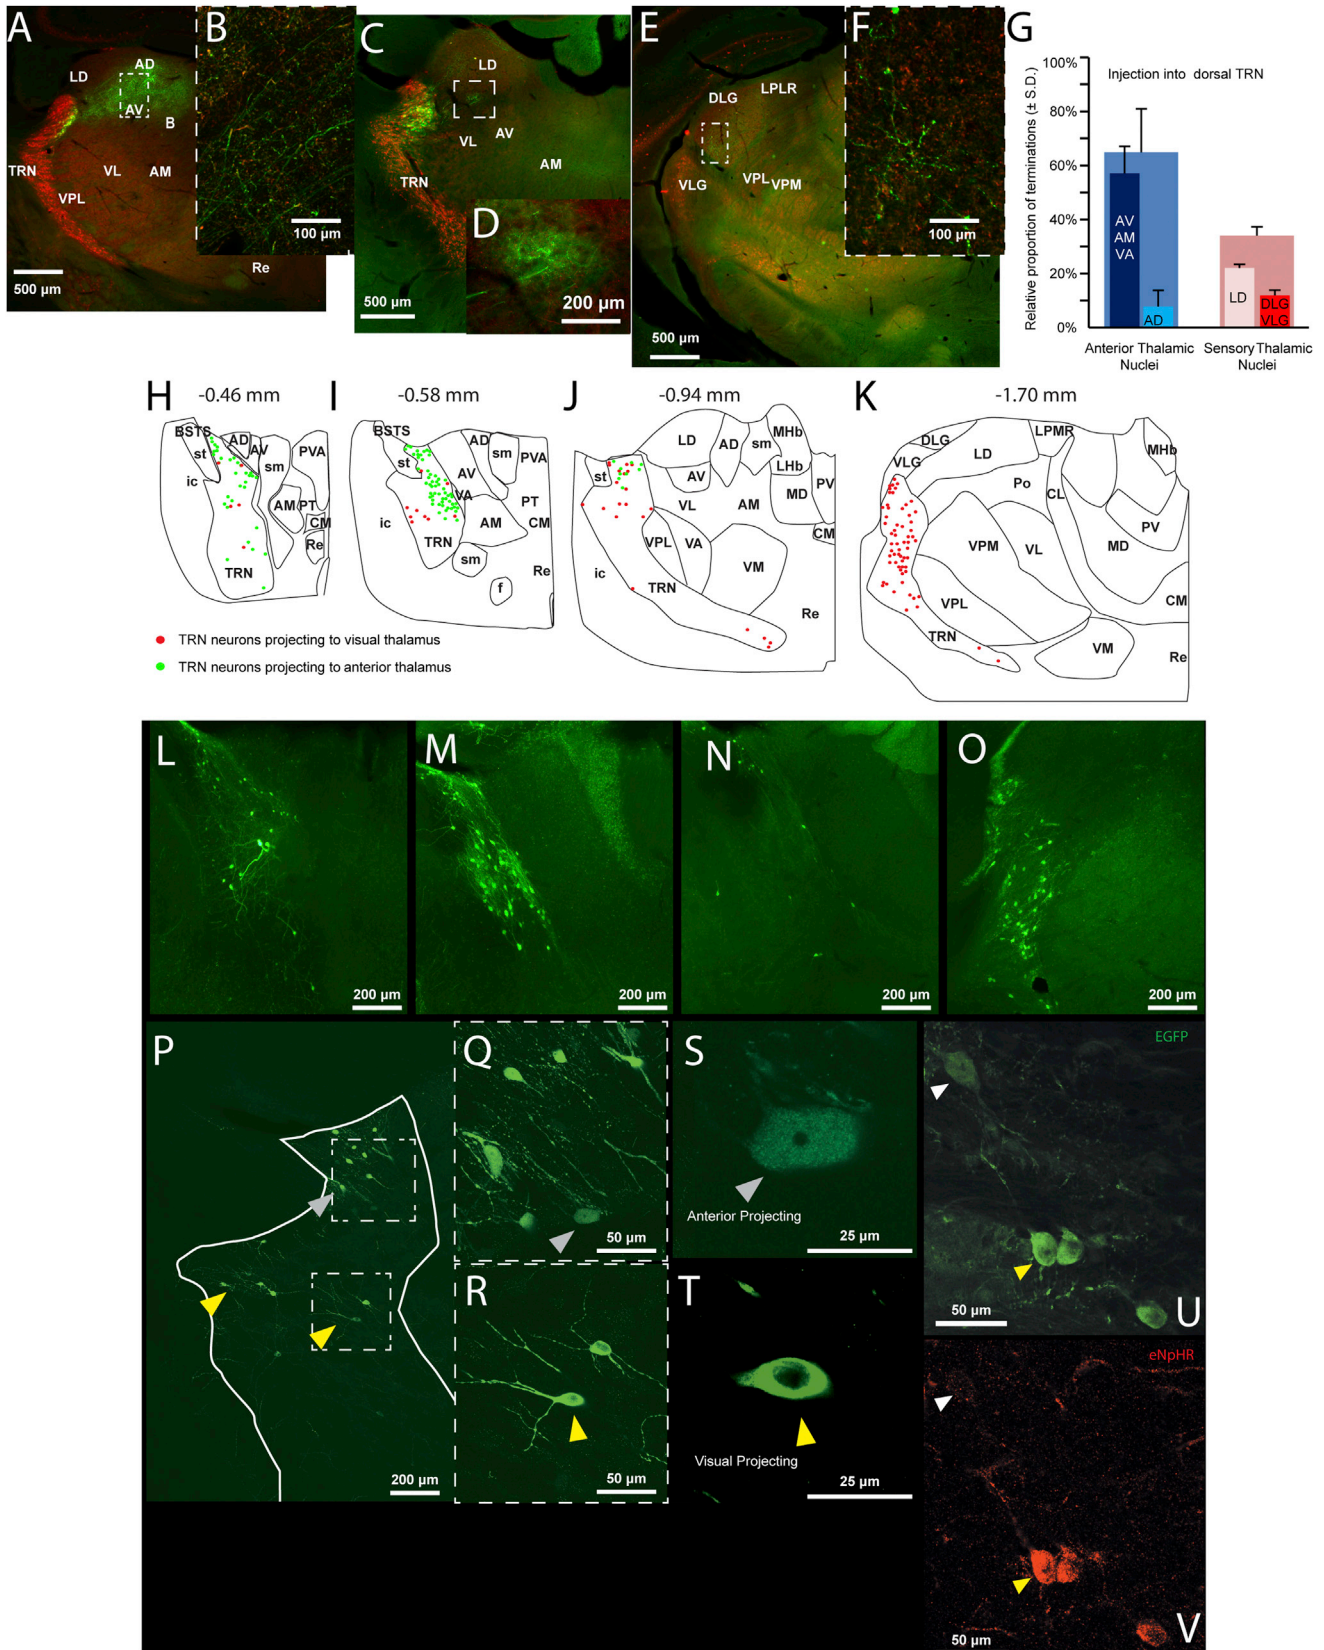 A
LD
AD
AV
B
TRN
VL
AM
VPL
Re
500 µm
B
100 µm
C
LD
VL
AV
AM
TRN
500 µm
D
200 µm
E
DLG
LPLR
VLG
VPL
VPM
500 µm
F
100 µm
G
Relative proportion of terminations (± S.D.)
100%
80%
60%
40%
20%
0%
Injection into dorsal TRN
AV
AM
VA
AD
LD
DLG
VLG
Anterior Thalamic
Nuclei
Sensory Thalamic
Nuclei
H
-0.46 mm
BSTS
AD
st
AV
sm
PVA
ic
AM
PT
CM
Re
TRN
I
-0.58 mm
BSTS
AD
sm
PVA
st
AV
VA
PT
ic
AM
CM
TRN
sm
Re
f
J
-0.94 mm
MHb
LD
AD
sm
LHb
st
AV
PV
MD
VL
AM
CM
VPL
VA
ic
TRN
VM
Re
K
-1.70 mm
DLG
LPMR
MHb
VLG
LD
Po
CL
PV
VPM
VL
MD
VPL
CM
TRN
VM
Re
TRN neurons projecting to visual thalamus
TRN neurons projecting to anterior thalamus
L
200 µm
M
200 µm
N
200 µm
O
200 µm
P
200 µm
Q
50 µm
R
50 µm
S
Anterior Projecting
25 µm
T
Visual Projecting
25 µm
EGFP
50 µm
U
eNpHR
50 µm
V